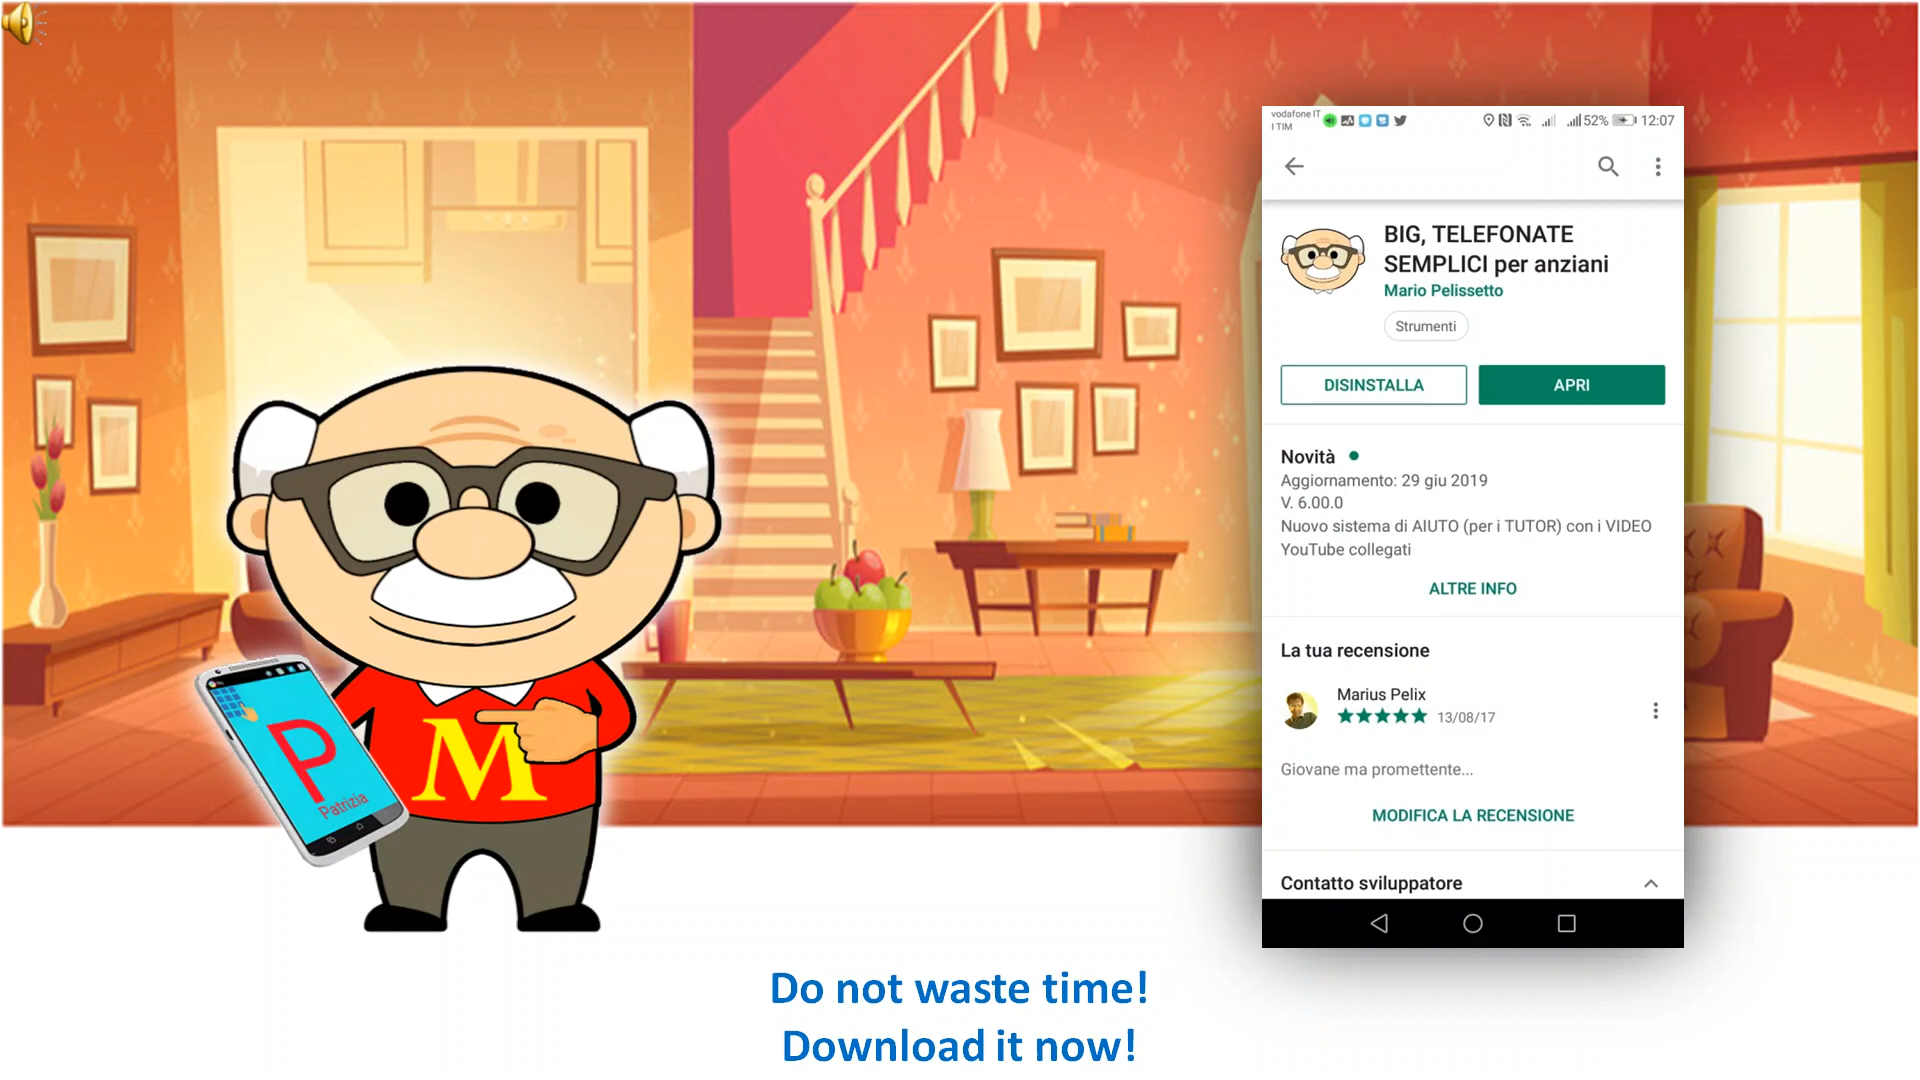 vodafone IT
I TIM
52%
12:07
BIG, TELEFONATE
SEMPLICI per anziani
Mario Pelissetto
Strumenti
DISINSTALLA
APRI
Novità
Aggiornamento: 29 giu 2019
V. 6.00.0
Nuovo sistema di AIUTO (per i TUTOR) con i VIDEO
YouTube collegati
ALTRE INFO
La tua recensione
Marius Pelix
13/08/17
Giovane ma promettente...
MODIFICA LA RECENSIONE
Contatto sviluppatore
P
Patrizia
M
Do not waste time!
Download it now!